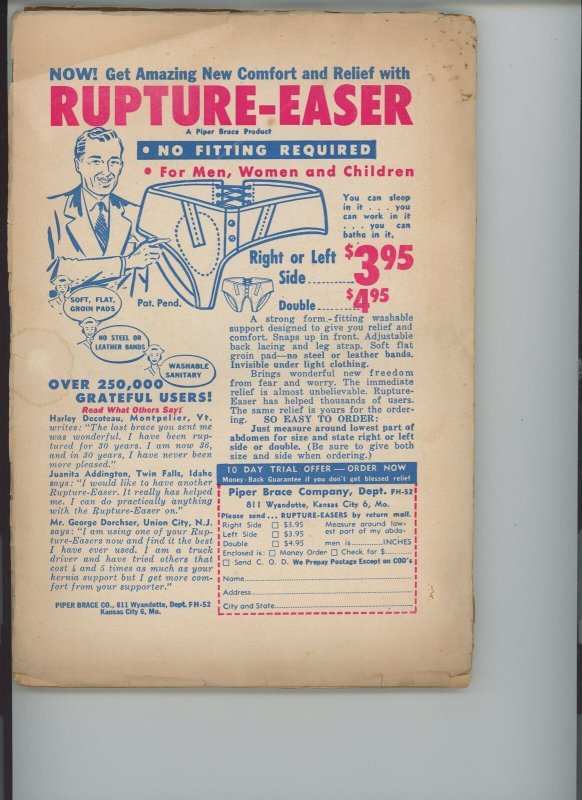 NOW! Get Amazing New Comfort and Relief with
RUPTURE-EASER
A Piper Brace Product
• NO FITTING REQUIRED
• For Men, Women and Children
You can sleep
in it . . . you
can work in it
. . . you can
bathe in it.
Right or Left
Side $3.95
Double $4.95
Pat. Pend.
SOFT, FLAT,
GROIN PADS
NO STEEL OR
LEATHER BANDS
WASHABLE
SANITARY
A strong form-fitting washable
support designed to give you relief and
comfort. Snaps up in front. Adjustable
back lacing and leg strap. Soft flat
groin pad—no steel or leather bands.
Invisible under light clothing.
Brings wonderful new freedom
from fear and worry. The immediate
relief is almost unbelievable. Rupture-
Easer has helped thousands of users.
The same relief is yours for the order-
ing. SO EASY TO ORDER:
Just measure around lowest part of
abdomen for size and state right or left
side or double. (Be sure to give both
size and side when ordering.)
OVER 250,000
GRATEFUL USERS!
Read What Others Say:
Harley Decoteau, Montpelier, Vt.
writes: "The last brace you sent me
was wonderful. I have been rup-
tured for 30 years. I am now 36,
and in 30 years, I have never been
more pleased."
Juanita Addington, Twin Falls, Idaho
says: "I would like to have another
Rupture-Easer. It really has helped
me. I can do practically anything
with the Rupture-Easer on."
Mr. George Dorchser, Union City, N.J.
says: "I am using one of your Rup-
ture-Easers now and find it the best
I have ever used. I am a truck
driver and have tried others that
cost 4 and 5 times as much as your
hernia support but I get more com-
fort from your supporter."
PIPER BRACE CO., 811 Wyandotte, Dept. FH-52
Kansas City 6, Mo.
10 DAY TRIAL OFFER — ORDER NOW
Money-Back Guarantee if you don't get blessed relief
Piper Brace Company, Dept. FH-52
811 Wyandotte, Kansas City 6, Mo.
Please send... RUPTURE-EASERS by return mail.
Right Side $3.95 Measure around low-
Left Side $3.95 est part of my abdo-
Double $4.95 men is INCHES
Enclosed is: Money Order Check for $
Send C. O. D. We Prepay Postage Except on COD's
Name
Address
City and State